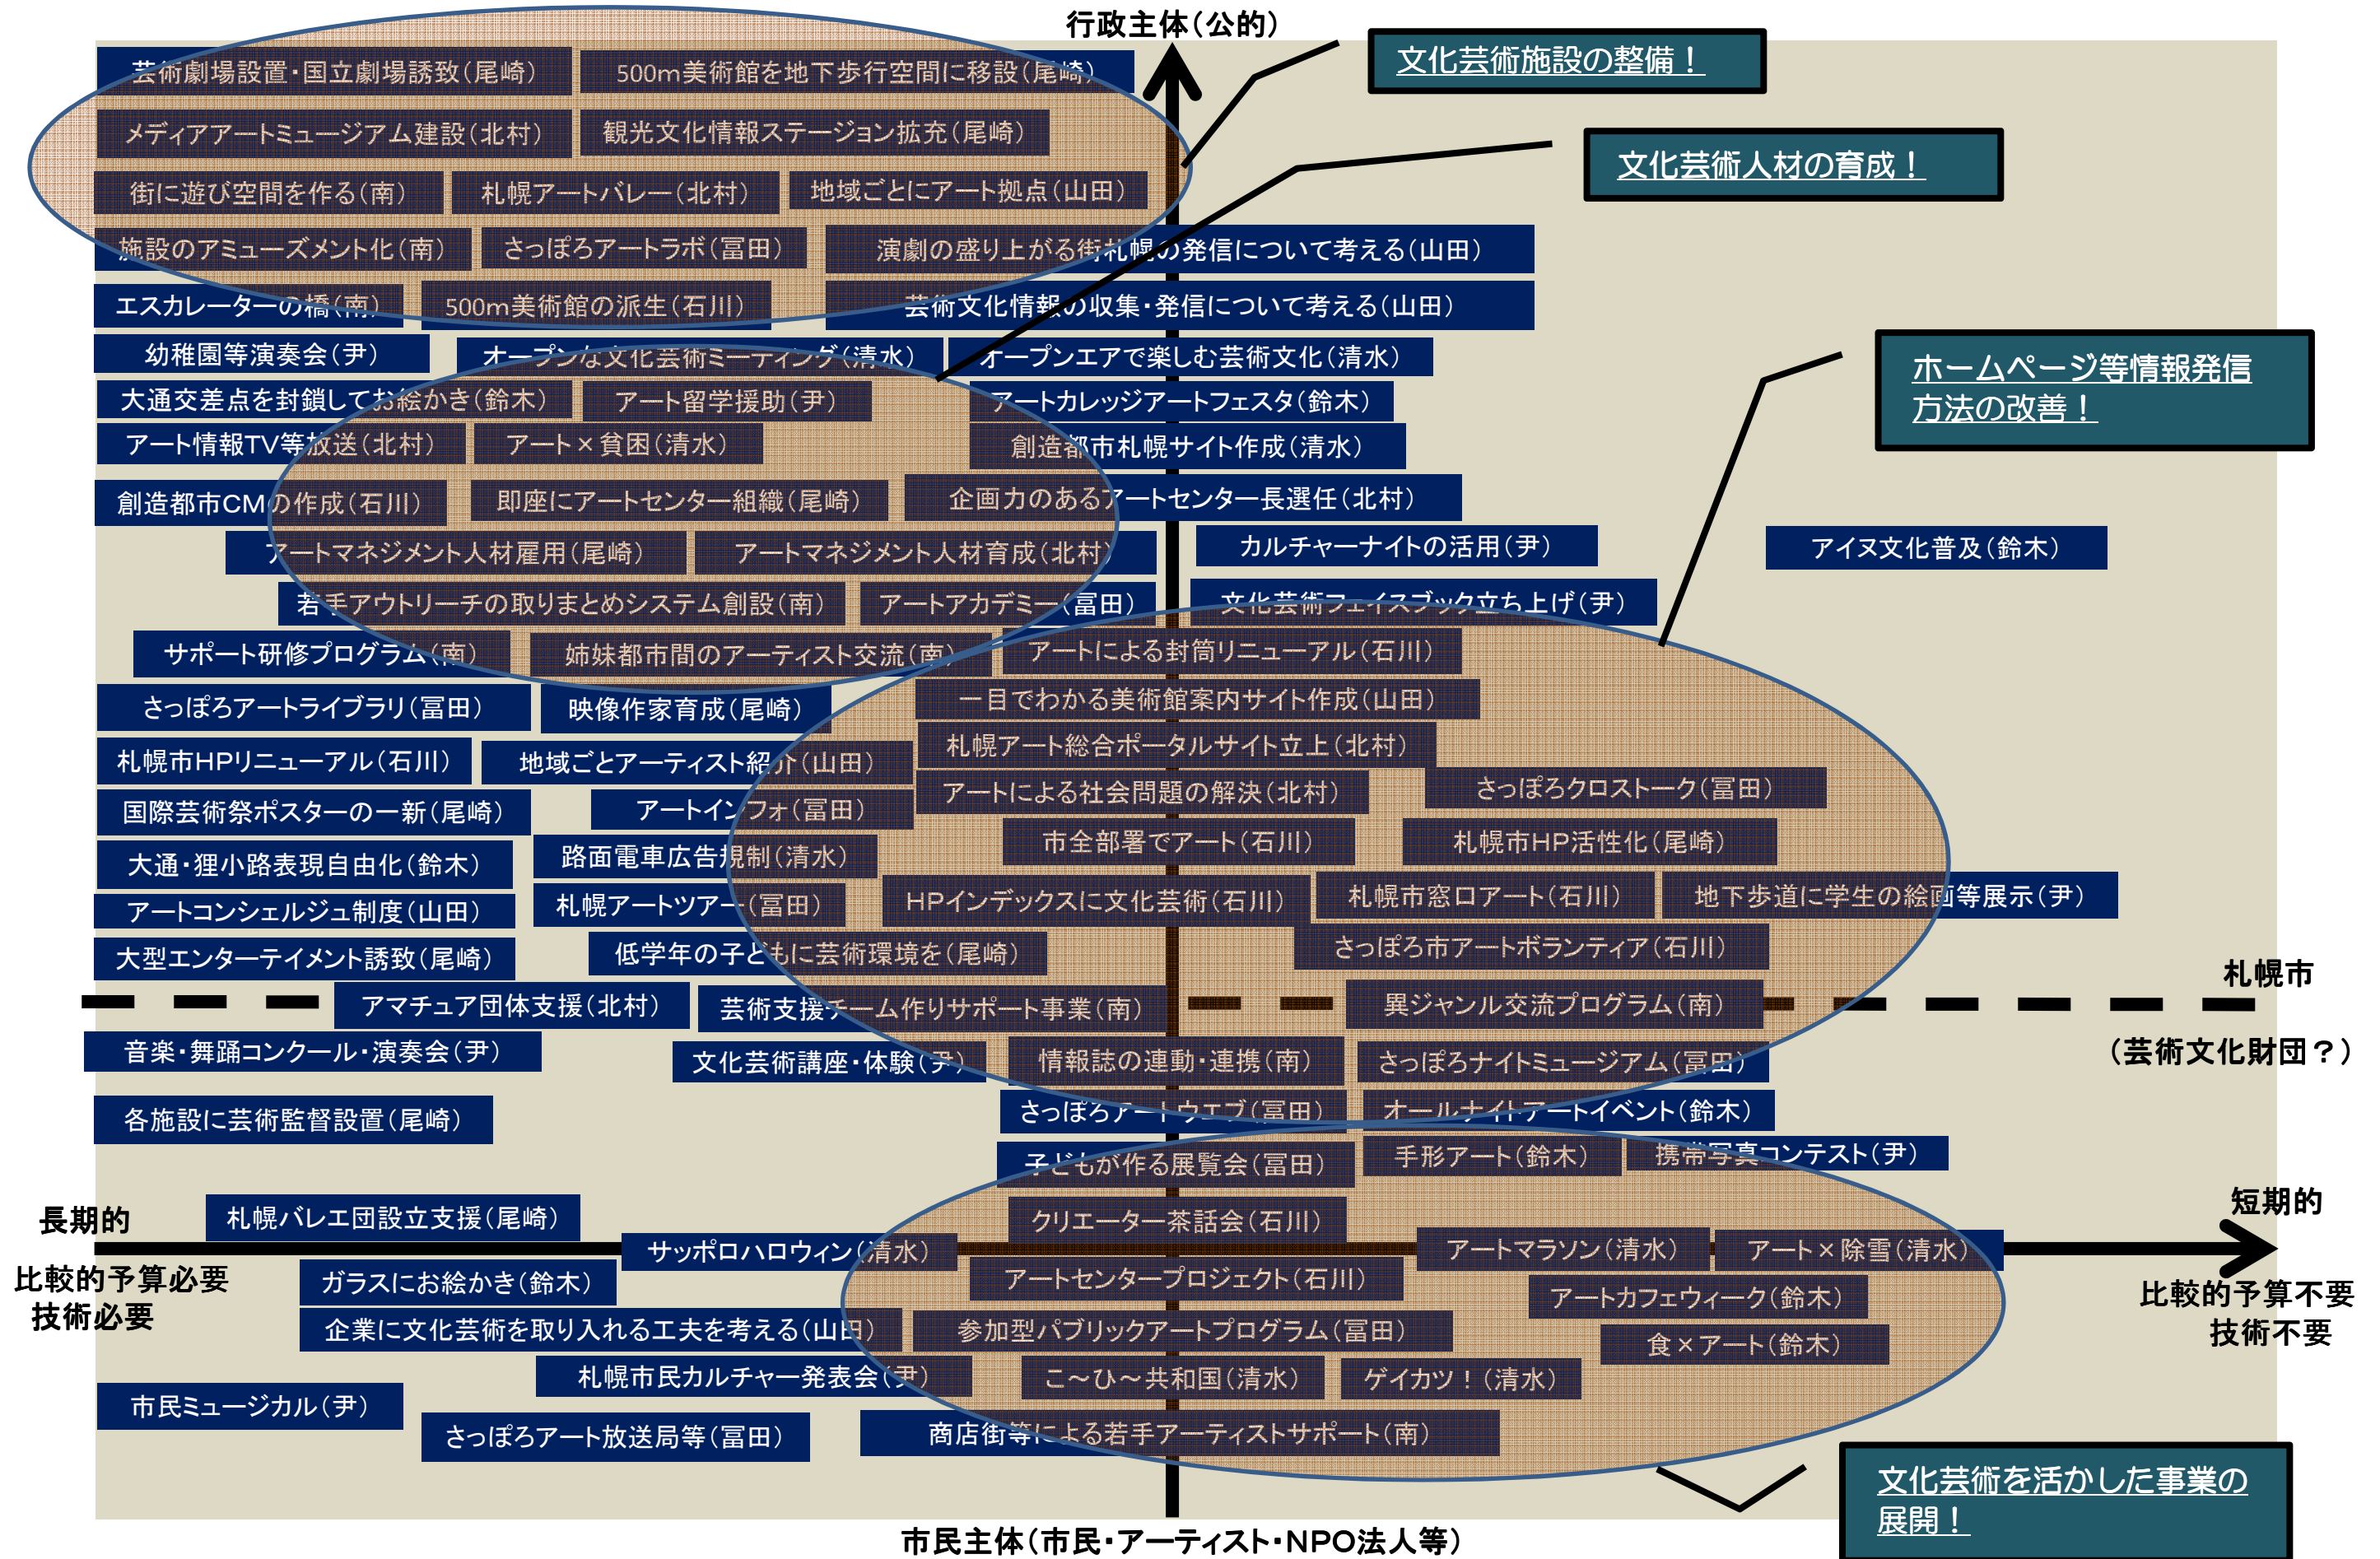 行政主体（公的）
文化芸術施設の整備！
芸術劇場設置・国立劇場誘致（尾崎）
500m美術館を地下歩行空間に移設（尾崎）
メディアアートミュージアム建設（北村）
観光文化情報ステージョン拡充（尾崎）
文化芸術人材の育成！
街に遊び空間を作る（南）
札幌アートバレー（北村）
地域ごとにアート拠点（山田）
施設のアミューズメント化（南）
さっぽろアートラボ（冨田）
演劇の盛り上がる街札幌の発信について考える（山田）
エスカレーターの橋（南）
500m美術館の派生（石川）
芸術文化情報の収集・発信について考える（山田）
幼稚園等演奏会（尹）
オープンな文化芸術ミーティング（清水）
オープンエアで楽しむ芸術文化（清水）
ホームページ等情報発信
方法の改善！
大通交差点を封鎖してお絵かき（鈴木）
アート留学援助（尹）
アートカレッジアートフェスタ（鈴木）
アート情報TV等放送（北村）
アート×貧困（清水）
創造都市札幌サイト作成（清水）
創造都市CMの作成（石川）
即座にアートセンター組織（尾崎）
企画力のあるアートセンター長選任（北村）
アートマネジメント人材雇用（尾崎）
アートマネジメント人材育成（北村）
カルチャーナイトの活用（尹）
アイヌ文化普及（鈴木）
若手アウトリーチの取りまとめシステム創設（南）
アートアカデミー（冨田）
文化芸術フェイスブック立ち上げ（尹）
サポート研修プログラム（南）
姉妹都市間のアーティスト交流（南）
アートによる封筒リニューアル（石川）
さっぽろアートライブラリ（冨田）
映像作家育成（尾崎）
一目でわかる美術館案内サイト作成（山田）
札幌市HPリニューアル（石川）
地域ごとアーティスト紹介（山田）
札幌アート総合ポータルサイト立上（北村）
国際芸術祭ポスターの一新（尾崎）
アートインフォ（冨田）
アートによる社会問題の解決（北村）
さっぽろクロストーク（冨田）
大通・狸小路表現自由化（鈴木）
路面電車広告規制（清水）
市全部署でアート（石川）
札幌市HP活性化（尾崎）
アートコンシェルジュ制度（山田）
札幌アートツアー（冨田）
HPインデックスに文化芸術（石川）
札幌市窓口アート（石川）
地下歩道に学生の絵画等展示（尹）
大型エンターテイメント誘致（尾崎）
低学年の子どもに芸術環境を（尾崎）
さっぽろ市アートボランティア（石川）
札幌市
アマチュア団体支援（北村）
芸術支援チーム作りサポート事業（南）
異ジャンル交流プログラム（南）
（芸術文化財団？）
音楽・舞踊コンクール・演奏会（尹）
文化芸術講座・体験（尹）
情報誌の連動・連携（南）
さっぽろナイトミュージアム（冨田）
各施設に芸術監督設置（尾崎）
さっぽろアートウエブ（冨田）
オールナイトアートイベント（鈴木）
子どもが作る展覧会（冨田）
手形アート（鈴木）
携帯写真コンテスト（尹）
長期的
札幌バレエ団設立支援（尾崎）
クリエーター茶話会（石川）
短期的
サッポロハロウィン（清水）
アートマラソン（清水）
アート×除雪（清水）
比較的予算必要
技術必要
ガラスにお絵かき（鈴木）
アートセンタープロジェクト（石川）
アートカフェウィーク（鈴木）
比較的予算不要
技術不要
企業に文化芸術を取り入れる工夫を考える（山田）
参加型パブリックアートプログラム（冨田）
食×アート（鈴木）
札幌市民カルチャー発表会（尹）
こ～ひ～共和国（清水）
ゲイカツ！（清水）
市民ミュージカル（尹）
さっぽろアート放送局等（冨田）
商店街等による若手アーティストサポート（南）
文化芸術を活かした事業の
展開！
市民主体（市民・アーティスト・NPO法人等）